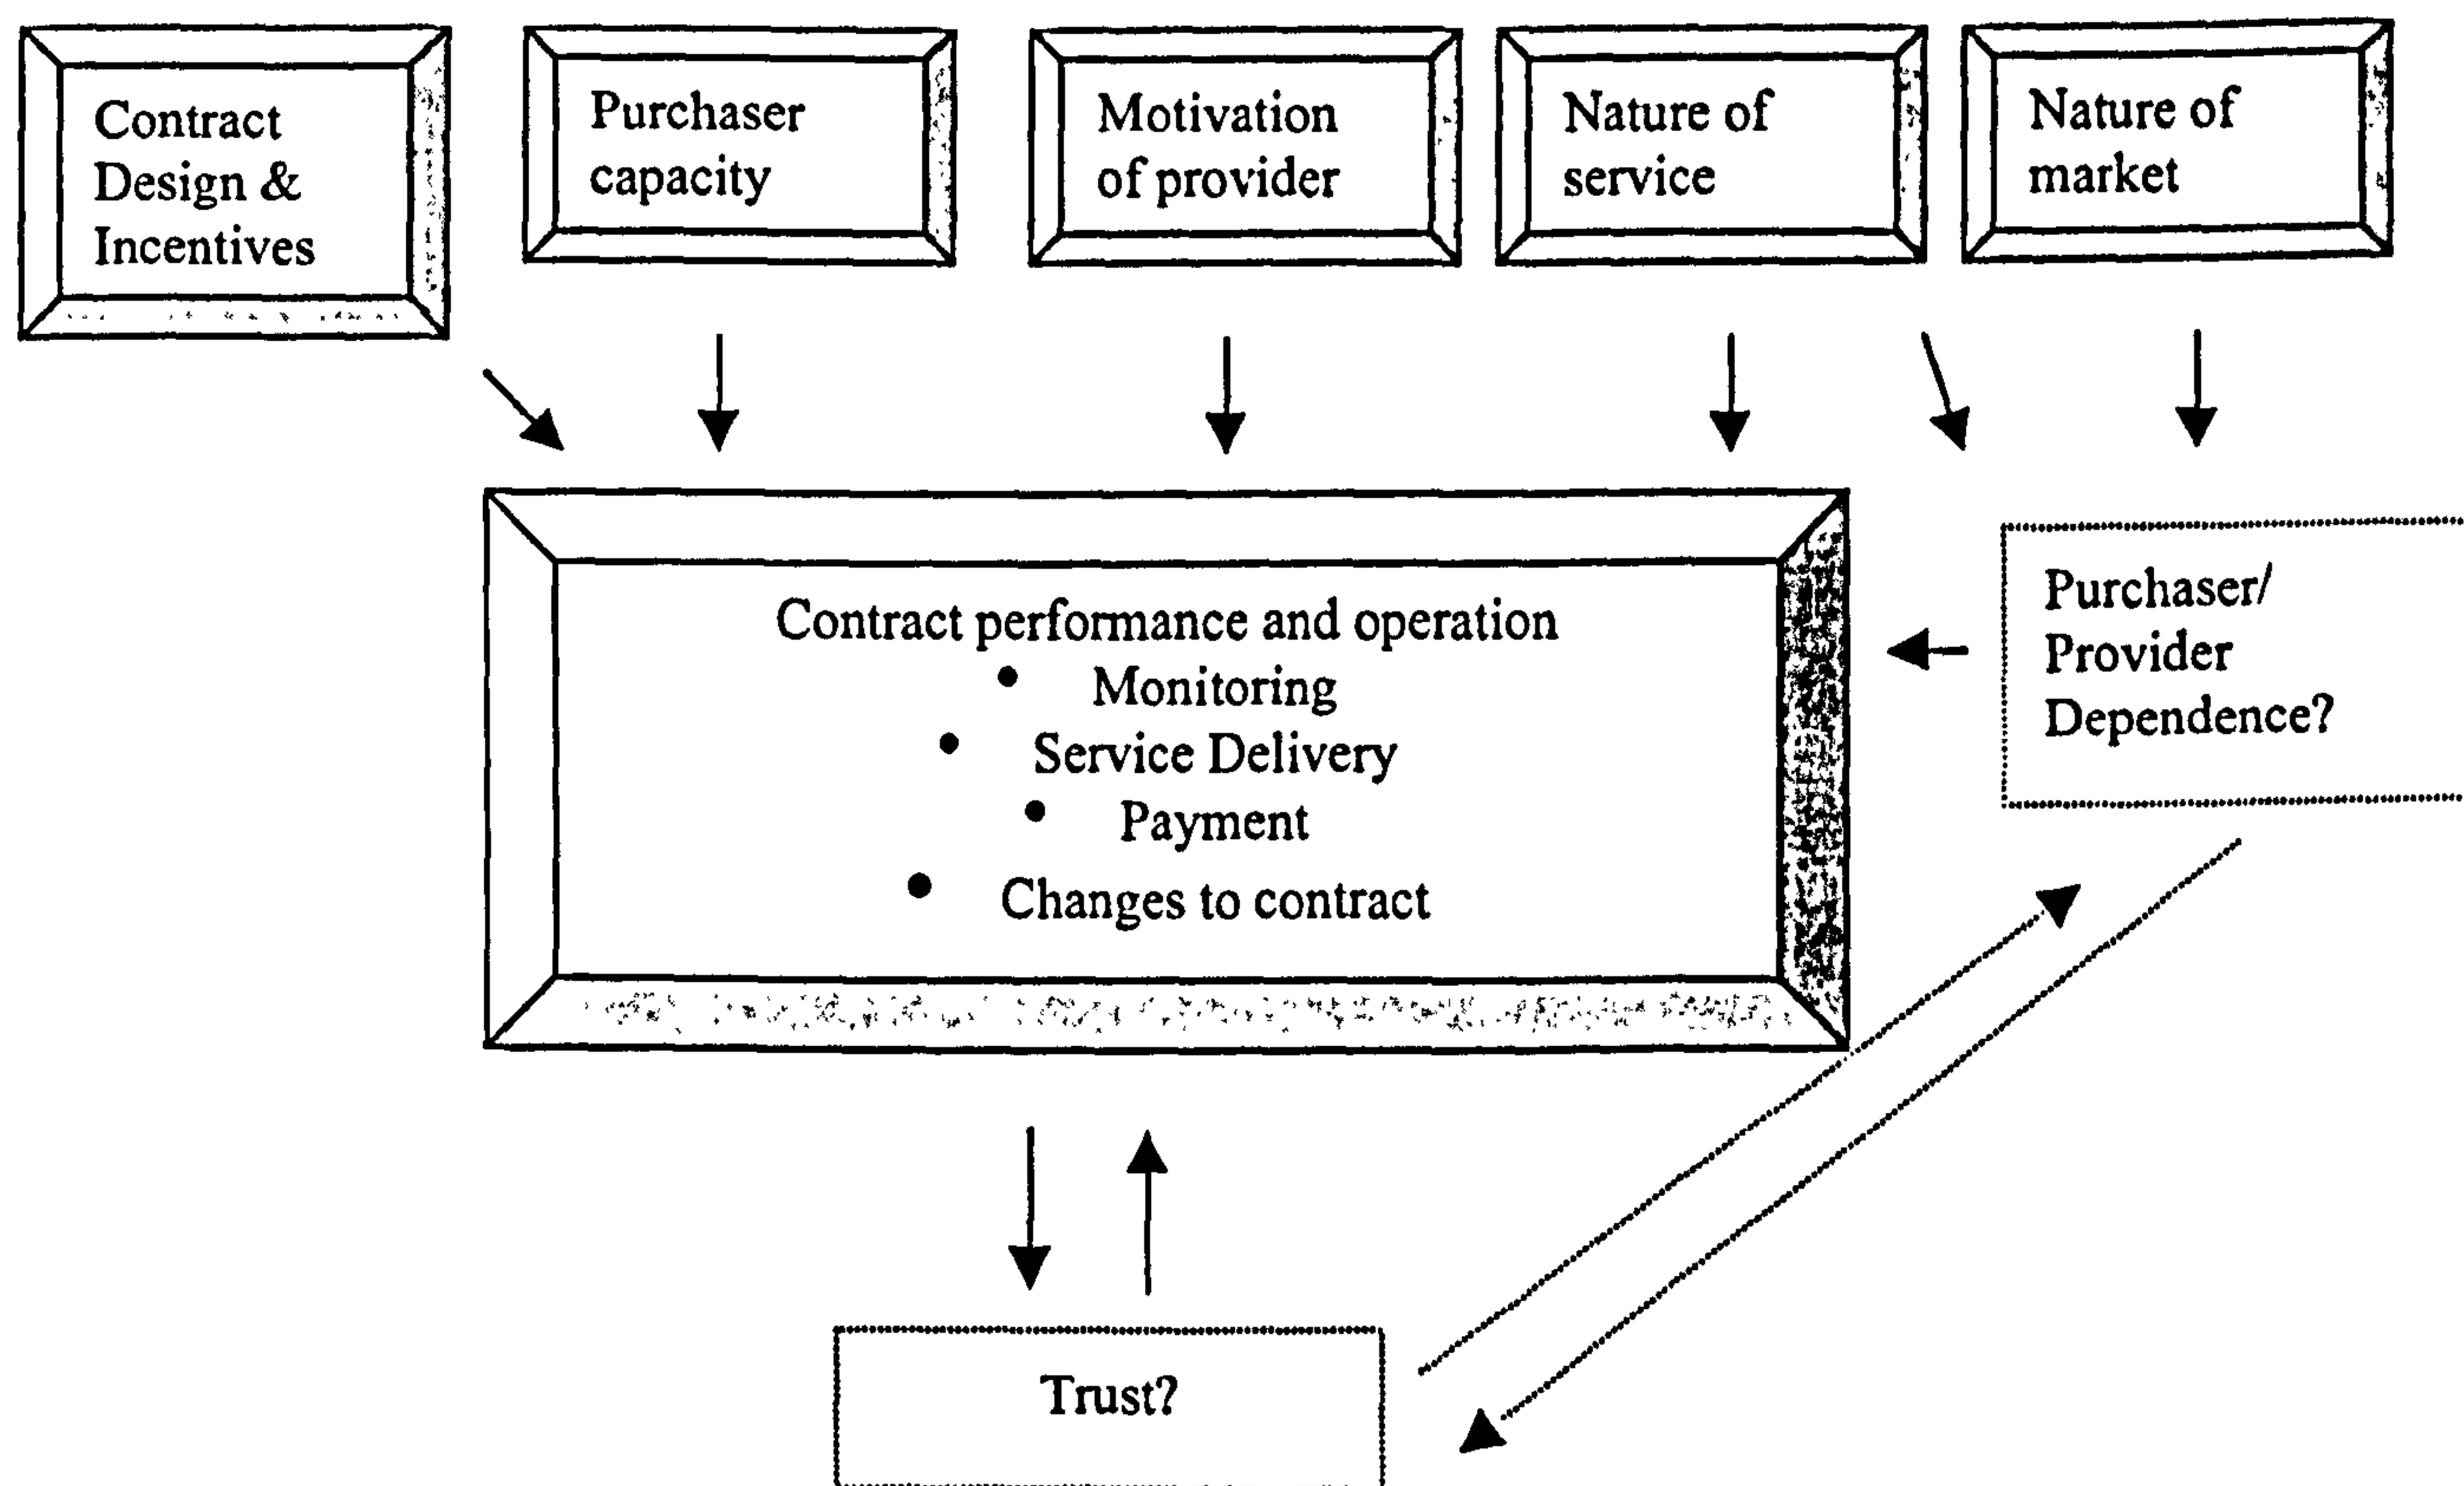 Contract
Design &
Incentives
Purchaser
capacity
Motivation
of provider
Nature of
service
Nature of
market
Contract performance and operation
• Monitoring
• Service Delivery
• Payment
• Changes to contract
Purchaser/
Provider
Dependence?
Trust?